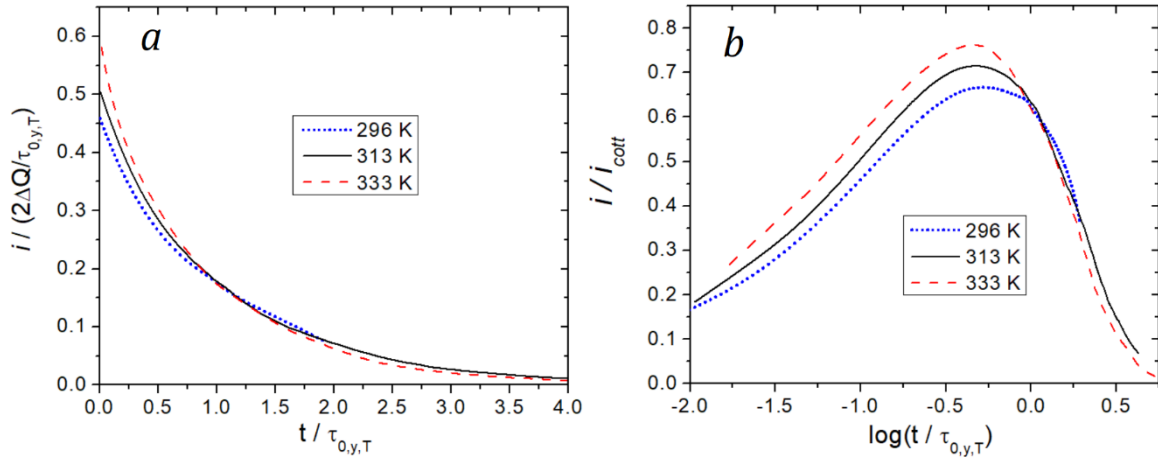 a
0.6
0.5
0.4
0.3
0.2
0.1
0.0
i / (2ΔQ/τ0,y,T)
296 K
313 K
333 K
0.0 0.5 1.0 1.5 2.0 2.5 3.0 3.5 4.0
t / τ0,y,T
b
0.8
0.7
0.6
0.5
0.4
0.3
0.2
0.1
0.0
i / icott
296 K
313 K
333 K
-2.0 -1.5 -1.0 -0.5 0.0 0.5
log(t / τ0,y,T)